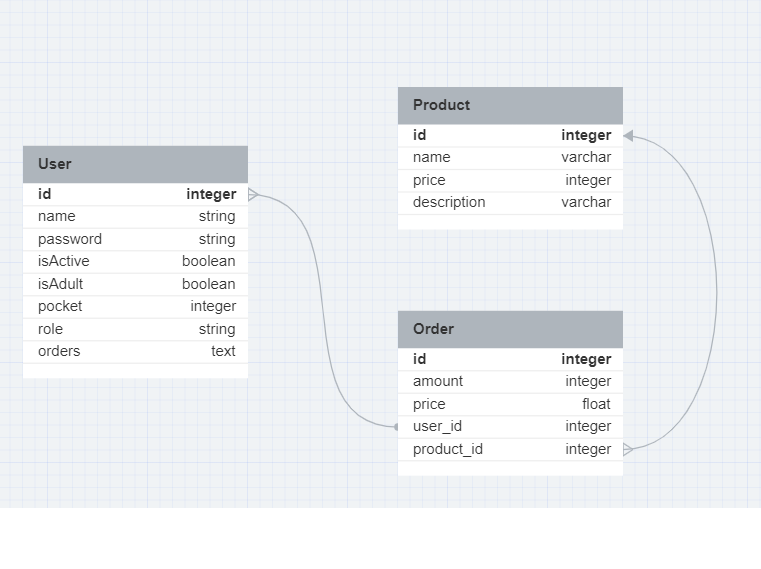 User
id integer
name string
password string
isActive boolean
isAdult boolean
pocket integer
role string
orders text
Product
id integer
name varchar
price integer
description varchar
Order
id integer
amount integer
price float
user_id integer
product_id integer